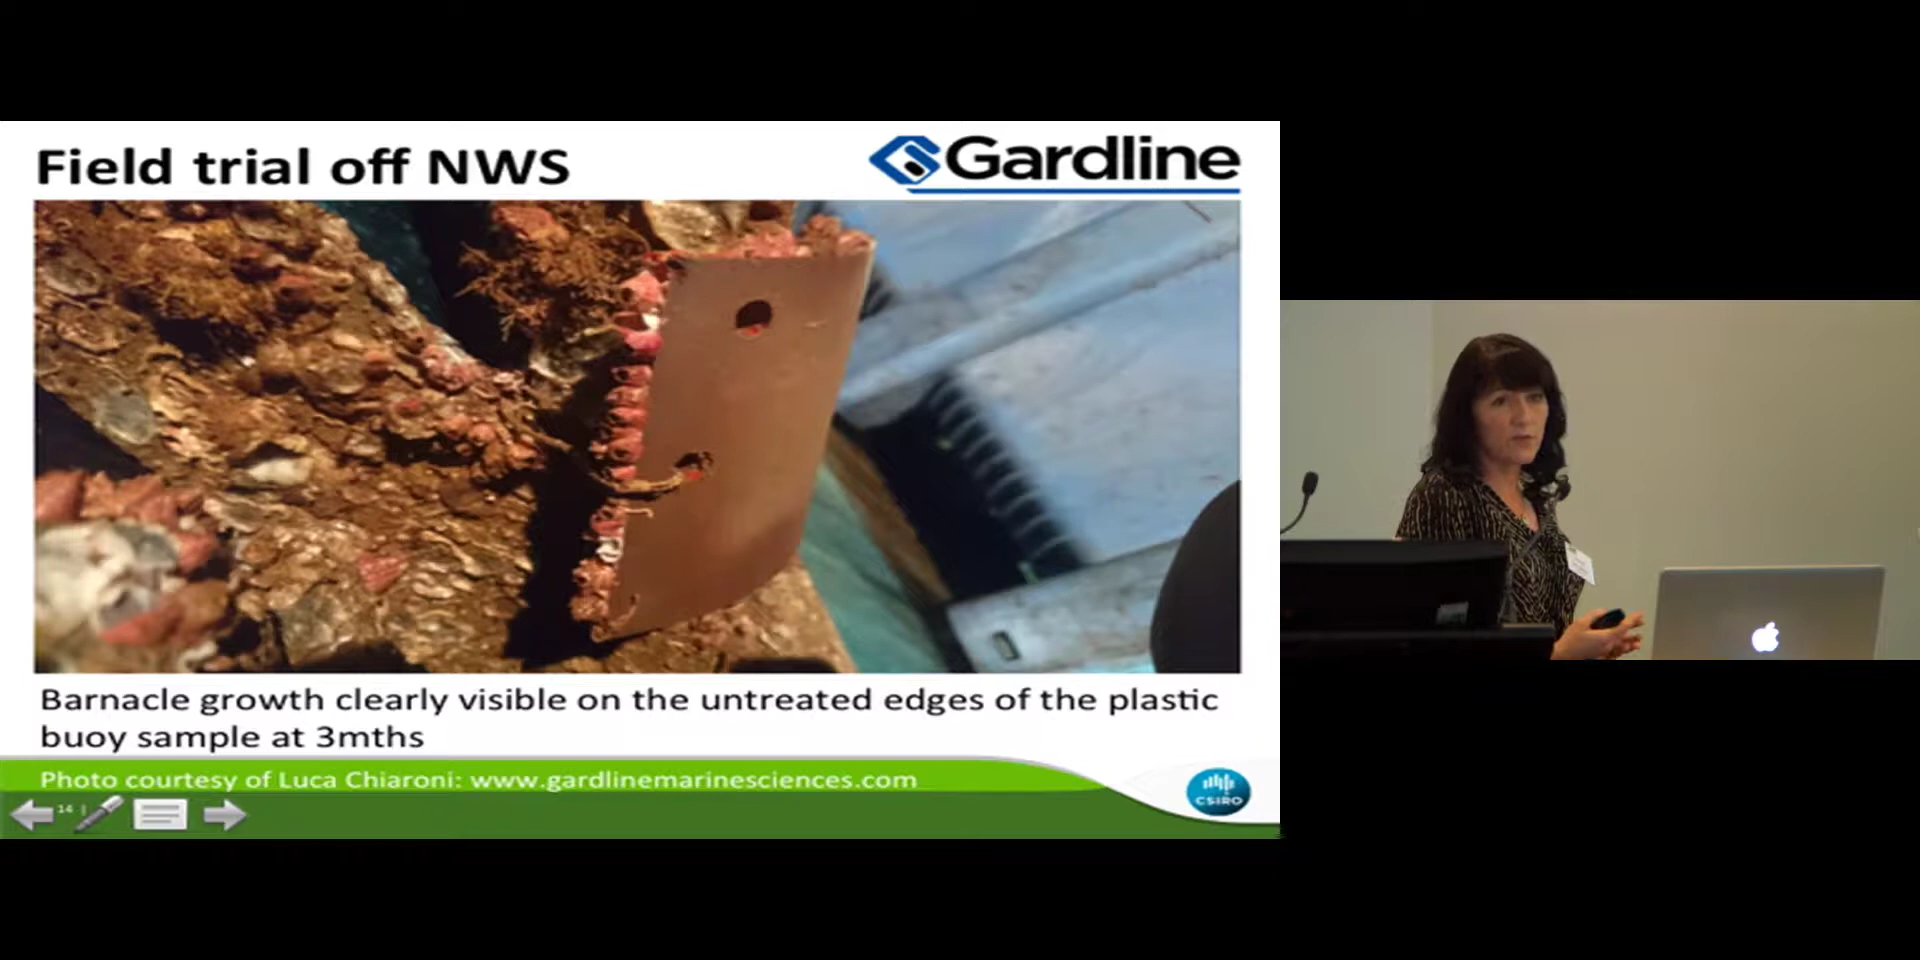 Field trial off NWS
Gardline
Barnacle growth clearly visible on the untreated edges of the plastic
buoy sample at 3mths
Photo courtesy of Luca Chiaroni: www.gardlinemarinesciences.com
14
CSIRO